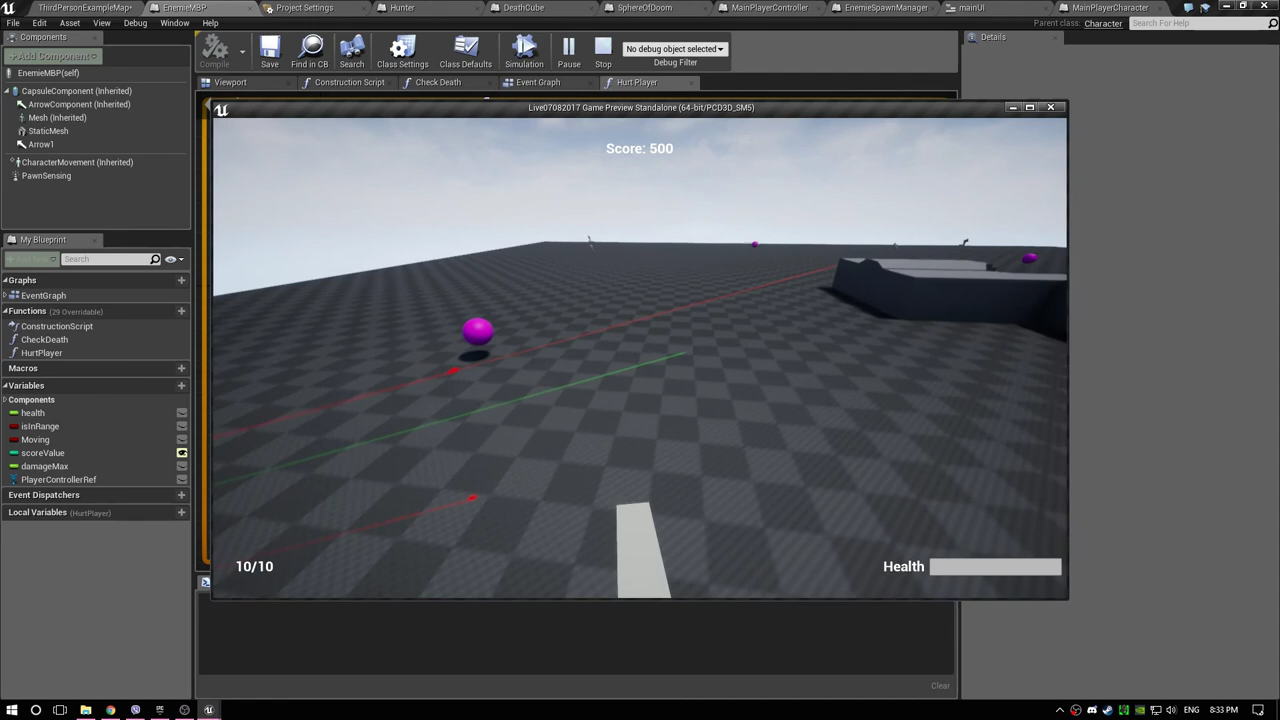 ThirdPersonExampleMap*
EnemieMBP
Project Settings
Hunter
DeathCube
SphereOfDoom
MainPlayerController
EnemieSpawnManager
mainUI
MainPlayerCharacter
File
Edit
Asset
View
Debug
Window
Help
Parent class: Character
Search For Help
Components
Details
+Add Component
Compile
Save
Find in CB
Search
Class Settings
Class Defaults
Simulation
Pause
Stop
No debug object selected
Debug Filter
EnemieMBP(self)
Viewport
Construction Script
Check Death
Event Graph
Hurt Player
CapsuleComponent (Inherited)
ArrowComponent (Inherited)
Mesh (Inherited)
StaticMesh
Arrow1
CharacterMovement (Inherited)
PawnSensing
Live07082017 Game Preview Standalone (64-bit/PCD3D_SM5)
Score: 500
My Blueprint
Search
Graphs
EventGraph
Functions (29 Overridable)
ConstructionScript
CheckDeath
HurtPlayer
Macros
Variables
Components
health
isInRange
Moving
scoreValue
damageMax
PlayerControllerRef
Event Dispatchers
Local Variables (HurtPlayer)
10/10
Health
Clear
ENG
8:33 PM